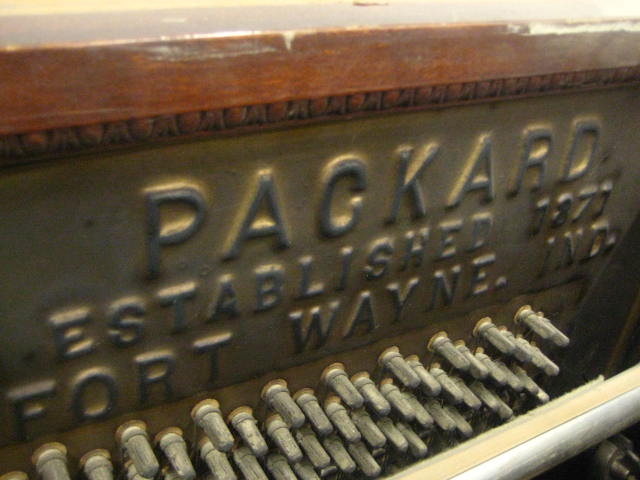 PACKARD
ESTABLISHED 1871
FORT WAYNE. IND.